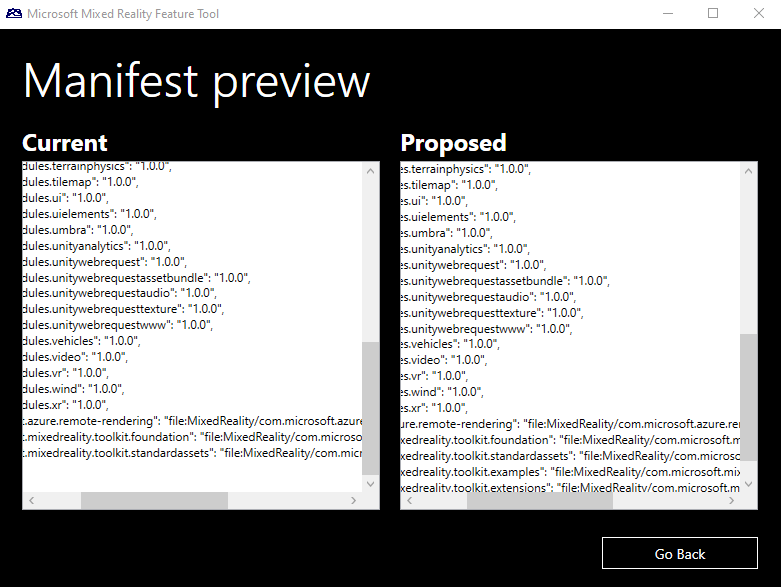 Microsoft Mixed Reality Feature Tool
Manifest preview
Current
dules.terrainphysics": "1.0.0",
dules.tilemap": "1.0.0",
dules.ui": "1.0.0",
dules.uielements": "1.0.0",
dules.umbra": "1.0.0",
dules.unityanalytics": "1.0.0",
dules.unitywebrequest": "1.0.0",
dules.unitywebrequestassetbundle": "1.0.0",
dules.unitywebrequestaudio": "1.0.0",
dules.unitywebrequesttexture": "1.0.0",
dules.unitywebrequestwww": "1.0.0",
dules.vehicles": "1.0.0",
dules.video": "1.0.0",
dules.vr": "1.0.0",
dules.wind": "1.0.0",
dules.xr": "1.0.0",
t.azure.remote-rendering": "file:MixedReality/com.microsoft.azure
t.mixedreality.toolkit.foundation": "file:MixedReality/com.microso
t.mixedreality.toolkit.standardassets": "file:MixedReality/com.micr
Proposed
es.terrainphysics": "1.0.0",
es.tilemap": "1.0.0",
es.ui": "1.0.0",
es.uielements": "1.0.0",
es.umbra": "1.0.0",
es.unityanalytics": "1.0.0",
es.unitywebrequest": "1.0.0",
es.unitywebrequestassetbundle": "1.0.0",
es.unitywebrequestaudio": "1.0.0",
es.unitywebrequesttexture": "1.0.0",
es.unitywebrequestwww": "1.0.0",
es.vehicles": "1.0.0",
es.video": "1.0.0",
es.vr": "1.0.0",
es.wind": "1.0.0",
es.xr": "1.0.0",
ure.remote-rendering": "file:MixedReality/com.microsoft.azure.re
xedreality.toolkit.foundation": "file:MixedReality/com.microsoft.m
xedreality.toolkit.standardassets": "file:MixedReality/com.microsc
xedreality.toolkit.examples": "file:MixedReality/com.microsoft.mix
xedreality.toolkit.extensions": "file:MixedReality/com.microsoft.m
Go Back